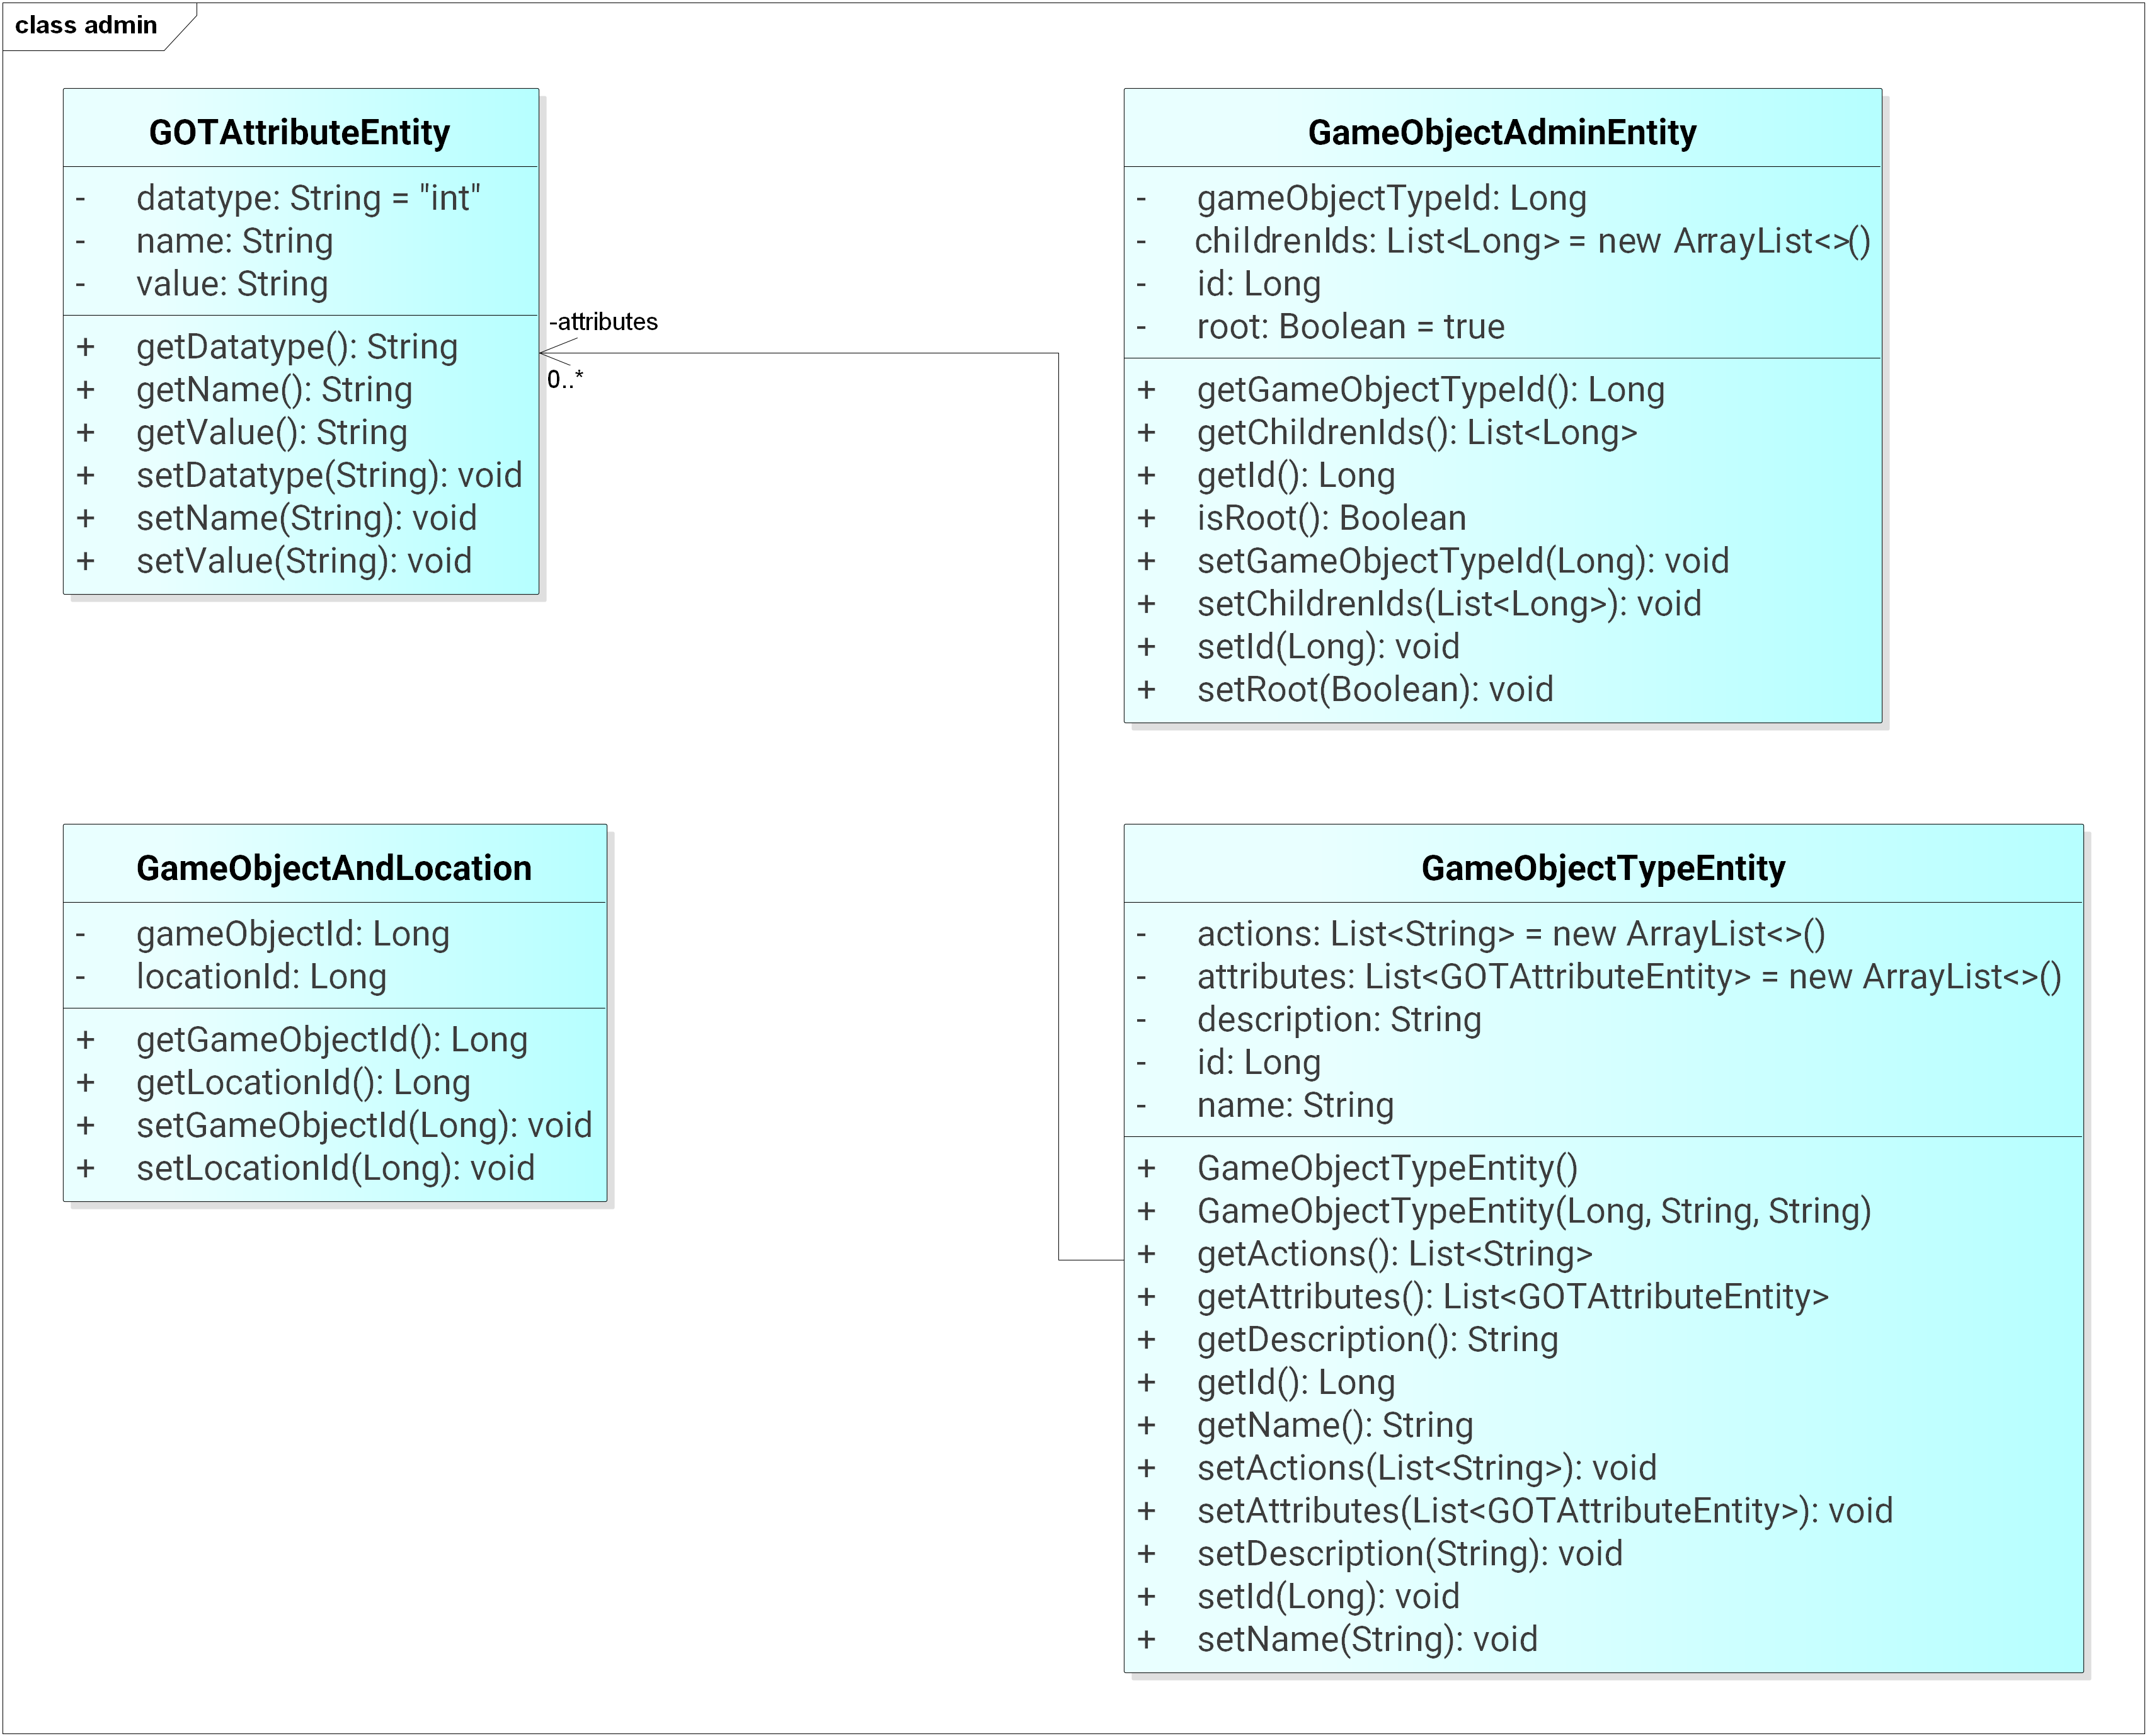 class admin
GOTAttributeEntity
- datatype: String = "int"
- name: String
- value: String
+ getDatatype(): String
+ getName(): String
+ getValue(): String
+ setDatatype(String): void
+ setName(String): void
+ setValue(String): void
-attributes
0..*
GameObjectAdminEntity
- gameObjectTypeId: Long
- childrenIds: List<Long> = new ArrayList<>()
- id: Long
- root: Boolean = true
+ getGameObjectTypeId(): Long
+ getChildrenIds(): List<Long>
+ getId(): Long
+ isRoot(): Boolean
+ setGameObjectTypeId(Long): void
+ setChildrenIds(List<Long>): void
+ setId(Long): void
+ setRoot(Boolean): void
GameObjectAndLocation
- gameObjectId: Long
- locationId: Long
+ getGameObjectId(): Long
+ getLocationId(): Long
+ setGameObjectId(Long): void
+ setLocationId(Long): void
GameObjectTypeEntity
- actions: List<String> = new ArrayList<>()
- attributes: List<GOTAttributeEntity> = new ArrayList<>()
- description: String
- id: Long
- name: String
+ GameObjectTypeEntity()
+ GameObjectTypeEntity(Long, String, String)
+ getActions(): List<String>
+ getAttributes(): List<GOTAttributeEntity>
+ getDescription(): String
+ getId(): Long
+ getName(): String
+ setActions(List<String>): void
+ setAttributes(List<GOTAttributeEntity>): void
+ setDescription(String): void
+ setId(Long): void
+ setName(String): void